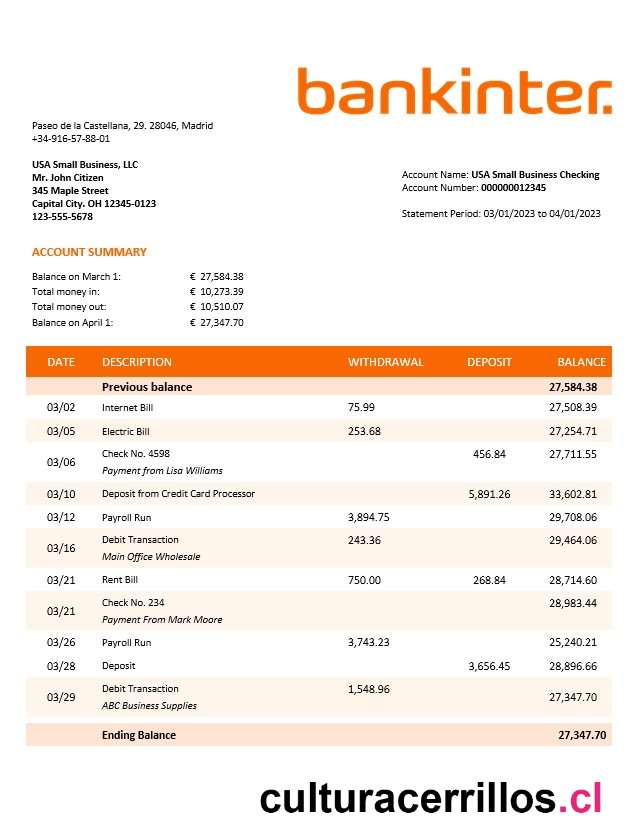 bankinter.
Paseo de la Castellana, 29. 28046, Madrid
+34-916-57-88-01
USA Small Business, LLC
Mr. John Citizen
345 Maple Street
Capital City. OH 12345-0123
123-555-5678
Account Name: USA Small Business Checking
Account Number: 000000012345
Statement Period: 03/01/2023 to 04/01/2023
ACCOUNT SUMMARY
Balance on March 1: € 27,584.38
Total money in: € 10,273.39
Total money out: € 10,510.07
Balance on April 1: € 27,347.70
DATE DESCRIPTION WITHDRAWAL DEPOSIT BALANCE
Previous balance 27,584.38
03/02 Internet Bill 75.99 27,508.39
03/05 Electric Bill 253.68 27,254.71
03/06 Check No. 4598 456.84 27,711.55
Payment from Lisa Williams
03/10 Deposit from Credit Card Processor 5,891.26 33,602.81
03/12 Payroll Run 3,894.75 29,708.06
03/16 Debit Transaction 243.36 29,464.06
Main Office Wholesale
03/21 Rent Bill 750.00 268.84 28,714.60
03/21 Check No. 234 28,983.44
Payment From Mark Moore
03/26 Payroll Run 3,743.23 25,240.21
03/28 Deposit 3,656.45 28,896.66
03/29 Debit Transaction 1,548.96 27,347.70
ABC Business Supplies
Ending Balance 27,347.70
culturacerrillos.cl